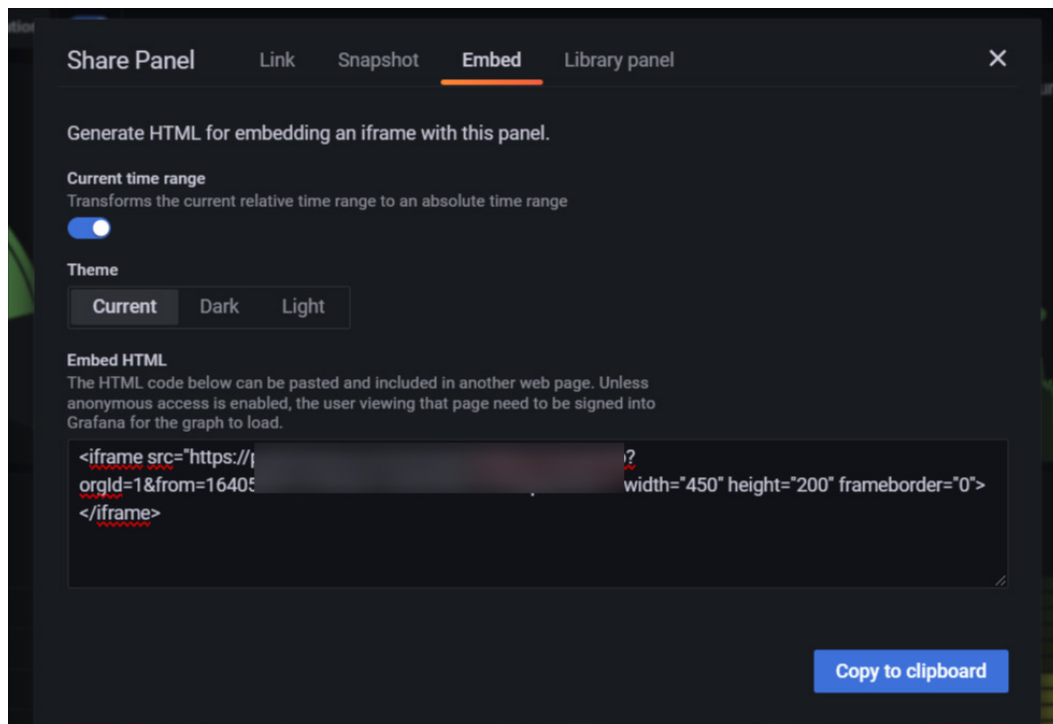 Share Panel Link Snapshot Embed Library panel
Generate HTML for embedding an iframe with this panel.
Current time range
Transforms the current relative time range to an absolute time range
Theme
Current Dark Light
Embed HTML
The HTML code below can be pasted and included in another web page. Unless
anonymous access is enabled, the user viewing that page need to be signed into
Grafana for the graph to load.
<iframe src="https://p ?
orgId=1&from=16405 width="450" height="200" frameborder="0">
</iframe>
Copy to clipboard